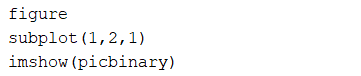 figure
subplot(1,2,1)
imshow(picbinary)